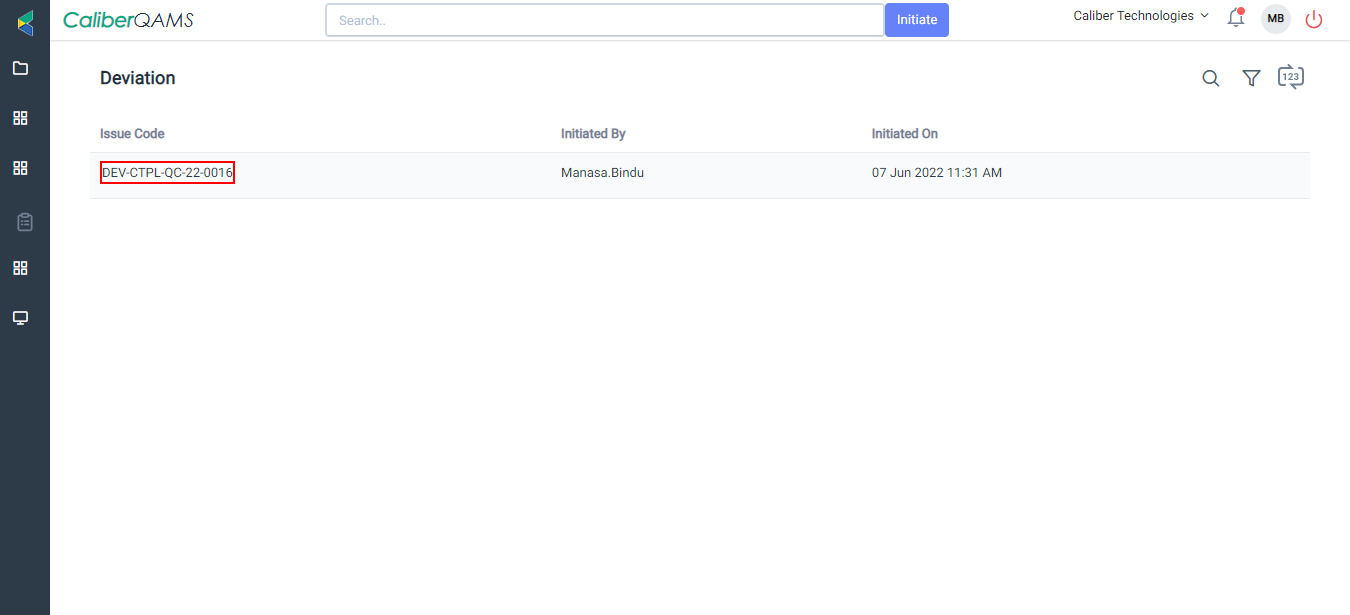 CaliberQAMS
Search..
Initiate
Caliber Technologies
MB
Deviation
123
Issue Code Initiated By Initiated On
DEV-CTPL-QC-22-0016 Manasa.Bindu 07 Jun 2022 11:31 AM